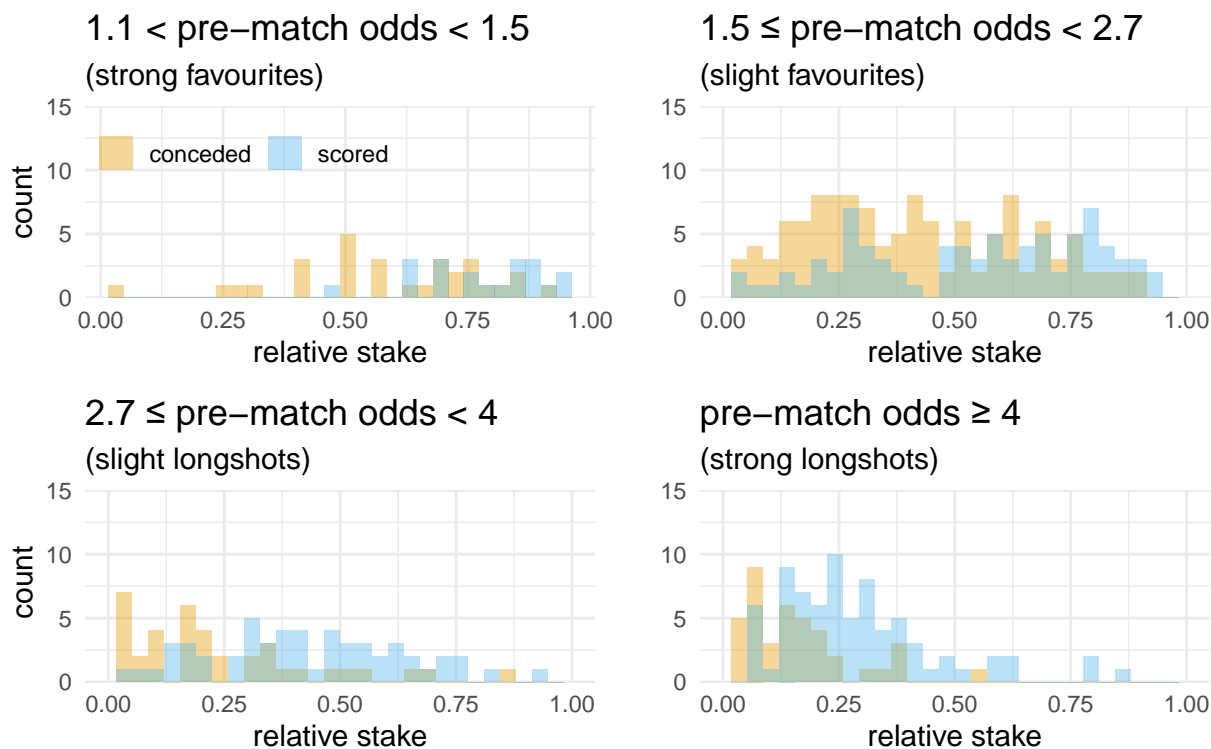 1.1 < pre−match odds < 1.5
(strong favourites)
15
10
5
0
count
conceded scored
0.00 0.25 0.50 0.75 1.00
relative stake
1.5 ≤ pre−match odds < 2.7
(slight favourites)
15
10
5
0
0.00 0.25 0.50 0.75 1.00
relative stake
2.7 ≤ pre−match odds < 4
(slight longshots)
15
10
5
0
count
0.00 0.25 0.50 0.75 1.00
relative stake
pre−match odds ≥ 4
(strong longshots)
15
10
5
0
0.00 0.25 0.50 0.75 1.00
relative stake